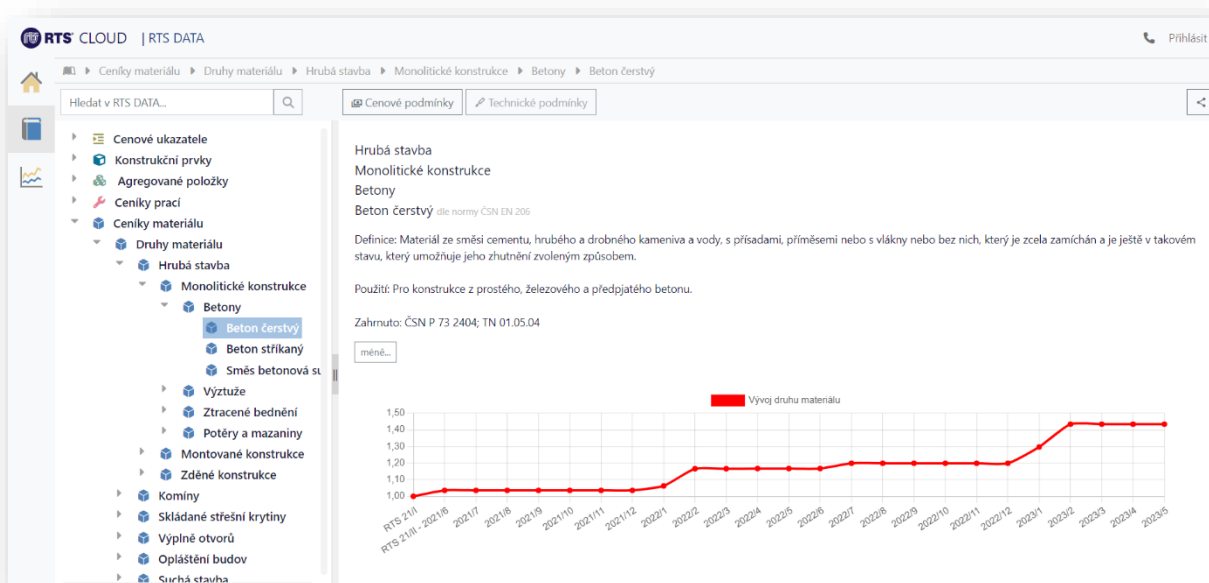 RTS CLOUD | RTS DATA
Přihlásit
Ceníky materiálu Druhy materiálu Hrubá stavba Monolitické konstrukce Betony Beton čerstvý
Hledat v RTS DATA...
Cenové podmínky
Technické podmínky
Cenové ukazatele
Konstrukční prvky
Agregované položky
Ceníky prací
Ceníky materiálu
Druhy materiálu
Hrubá stavba
Monolitické konstrukce
Betony
Beton čerstvý
Beton stříkaný
Směs betonová su
Výztuže
Ztracené bednění
Potěry a mazaniny
Montované konstrukce
Zděné konstrukce
Komíny
Skládané střešní krytiny
Výplně otvorů
Opláštění budov
Suchá stavba
Hrubá stavba
Monolitické konstrukce
Betony
Beton čerstvý dle normy ČSN EN 206
Definice: Materiál ze směsi cementu, hrubého a drobného kameniva a vody, s přísadami, příměsemi nebo s vlákny nebo bez nich, který je zcela zamíchán a je ještě v takovém
stavu, který umožňuje jeho zhutnění zvoleným způsobem.
Použití: Pro konstrukce z prostého, železového a předpjatého betonu.
Zahrnuto: ČSN P 73 2404; TN 01.05.04
méně...
Vývoj druhu materiálu
1,50
1,40
1,30
1,20
1,10
1,00
RTS 21/I
RTS 21/II - 2021/6
2021/7
2021/8
2021/9
2021/10
2021/11
2021/12
2022/1
2022/2
2022/3
2022/4
2022/5
2022/6
2022/7
2022/8
2022/9
2022/10
2022/11
2022/12
2023/1
2023/2
2023/3
2023/4
2023/5